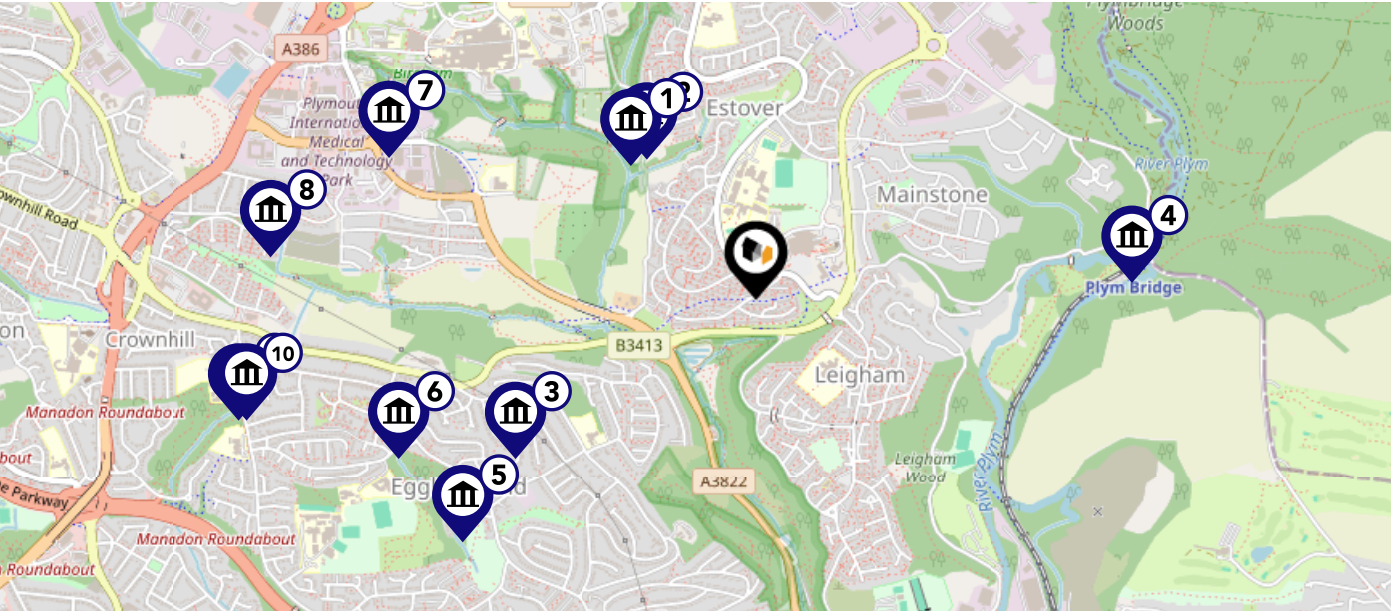 Plymbridge
Woods
A386
7
2
1
Estover
Plymouth
International
Medical
and Technology
Park
River Plym
8
Mainstone
Crownhill Road
4
Plym Bridge
Crownhill
B3413
10
Leigham
6
3
Manadon Roundabout
5
Leigham
Wood
River Plym
A3822
Parkway
Manadon Roundabout
Roundabout